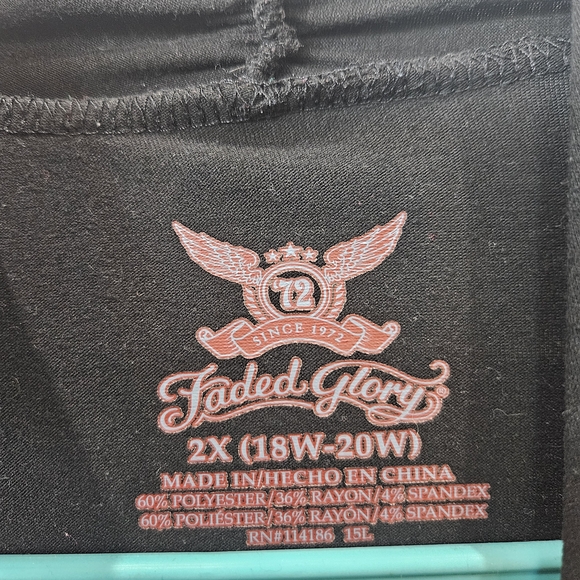 72
SINCE 1972
Faded Glory®
2X (18W-20W)
MADE IN/HECHO EN CHINA
60% POLYESTER/36% RAYON/4% SPANDEX
60% POLIÉSTER/36% RAYÓN/4% SPANDEX
RN#114186 15L